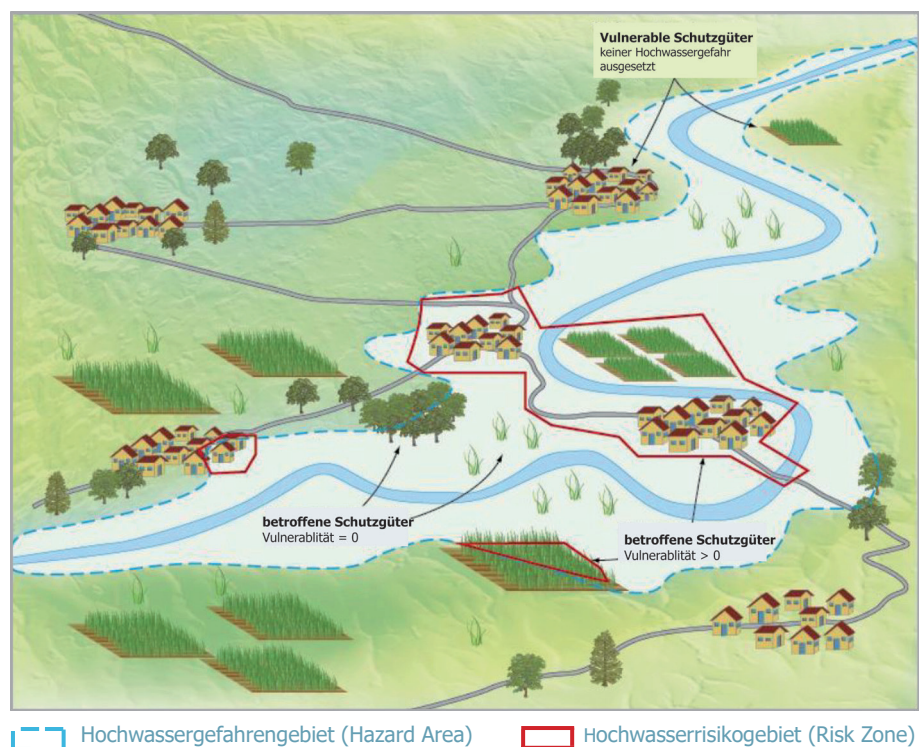 Vulnerable Schutzgüter
keiner Hochwassergefahr
ausgesetzt
betroffene Schutzgüter
Vulnerablität = 0
betroffene Schutzgüter
Vulnerablität > 0
Hochwassergefahrengebiet (Hazard Area)
Hochwasserrisikogebiet (Risk Zone)